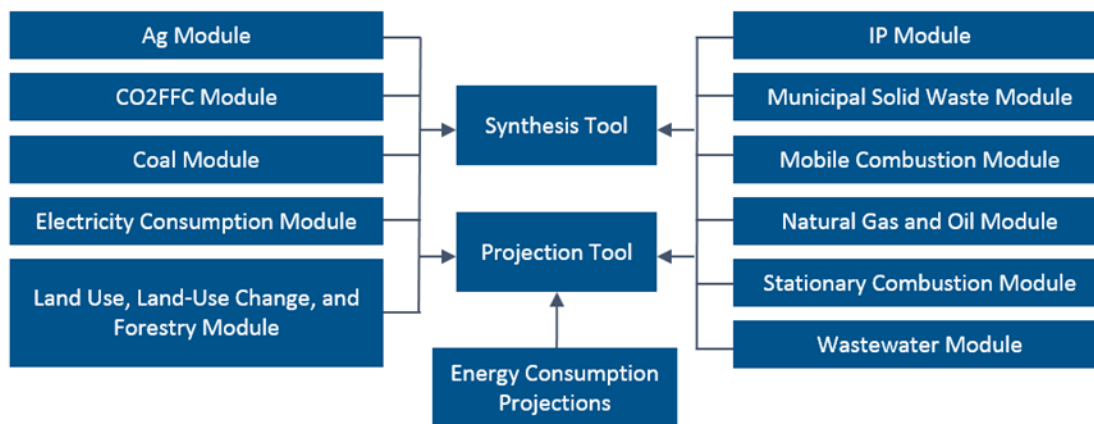 Ag Module
CO2FFC Module
Coal Module
Electricity Consumption Module
Land Use, Land-Use Change, and
Forestry Module
Synthesis Tool
Projection Tool
Energy Consumption
Projections
IP Module
Municipal Solid Waste Module
Mobile Combustion Module
Natural Gas and Oil Module
Stationary Combustion Module
Wastewater Module